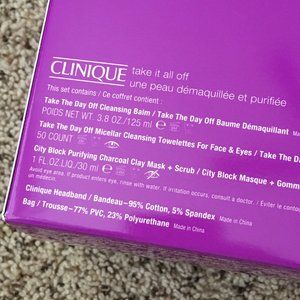 CLINIQUE take it all off
une peau démaquillée et purifiée
This set contains / Ce coffret contient :
Take The Day Off Cleansing Balm / Take The Day Off Baume Démaquillant
POIDS NET WT. 3.8 OZ./125 ml
Take The Day Off Micellar Cleansing Towelettes For Face & Eyes / Take The D
50 COUNT
City Block Purifying Charcoal Clay Mask + Scrub / City Block Masque + Gomm
1 FL.OZ.LIQ./30 ml
Avoid eye area. If product enters eye, rinse with water. If irritation occurs, consult a doctor. / Éviter le contour
un médecin.
Clinique Headband / Bandeau–95% Cotton, 5% Spandex Made in China
Bag / Trousse–77% PVC, 23% Polyurethane Made in China